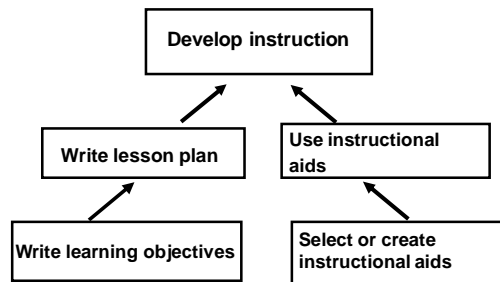 Develop instruction
Write lesson plan
Use instructional
aids
Write learning objectives
Select or create
instructional aids